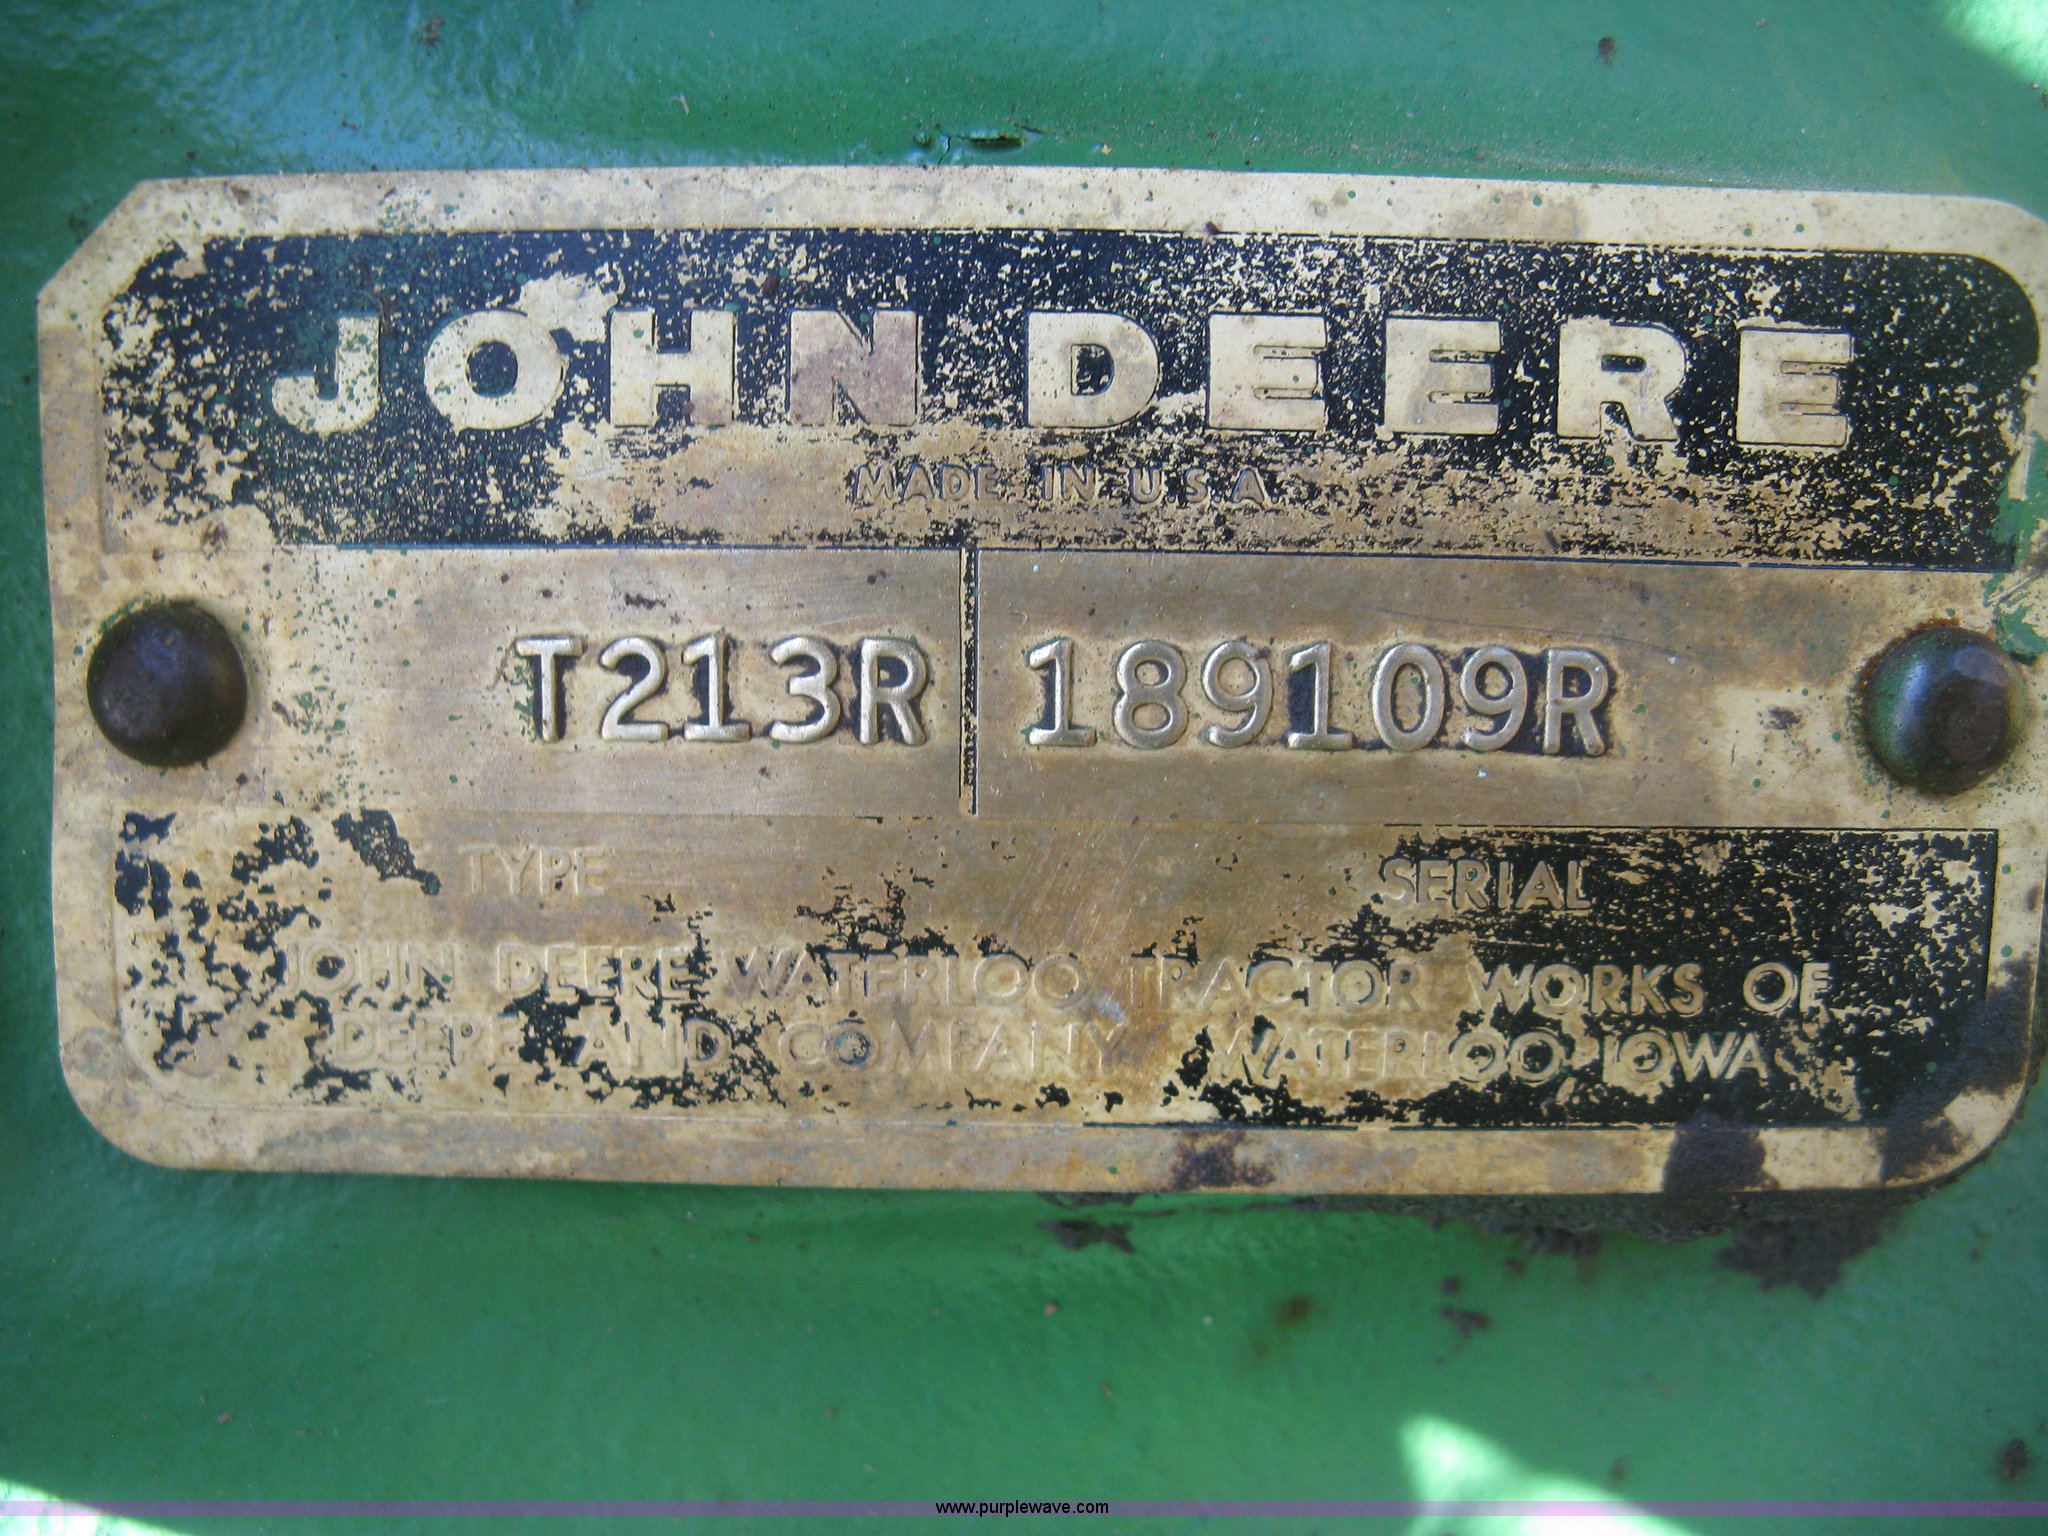 JOHN DEERE
MADE IN U.S.A.
T213R 189109R
TYPE SERIAL
JOHN DEERE WATERLOO TRACTOR WORKS OF
DEERE AND COMPANY WATERLOO, IOWA
www.purplewave.com